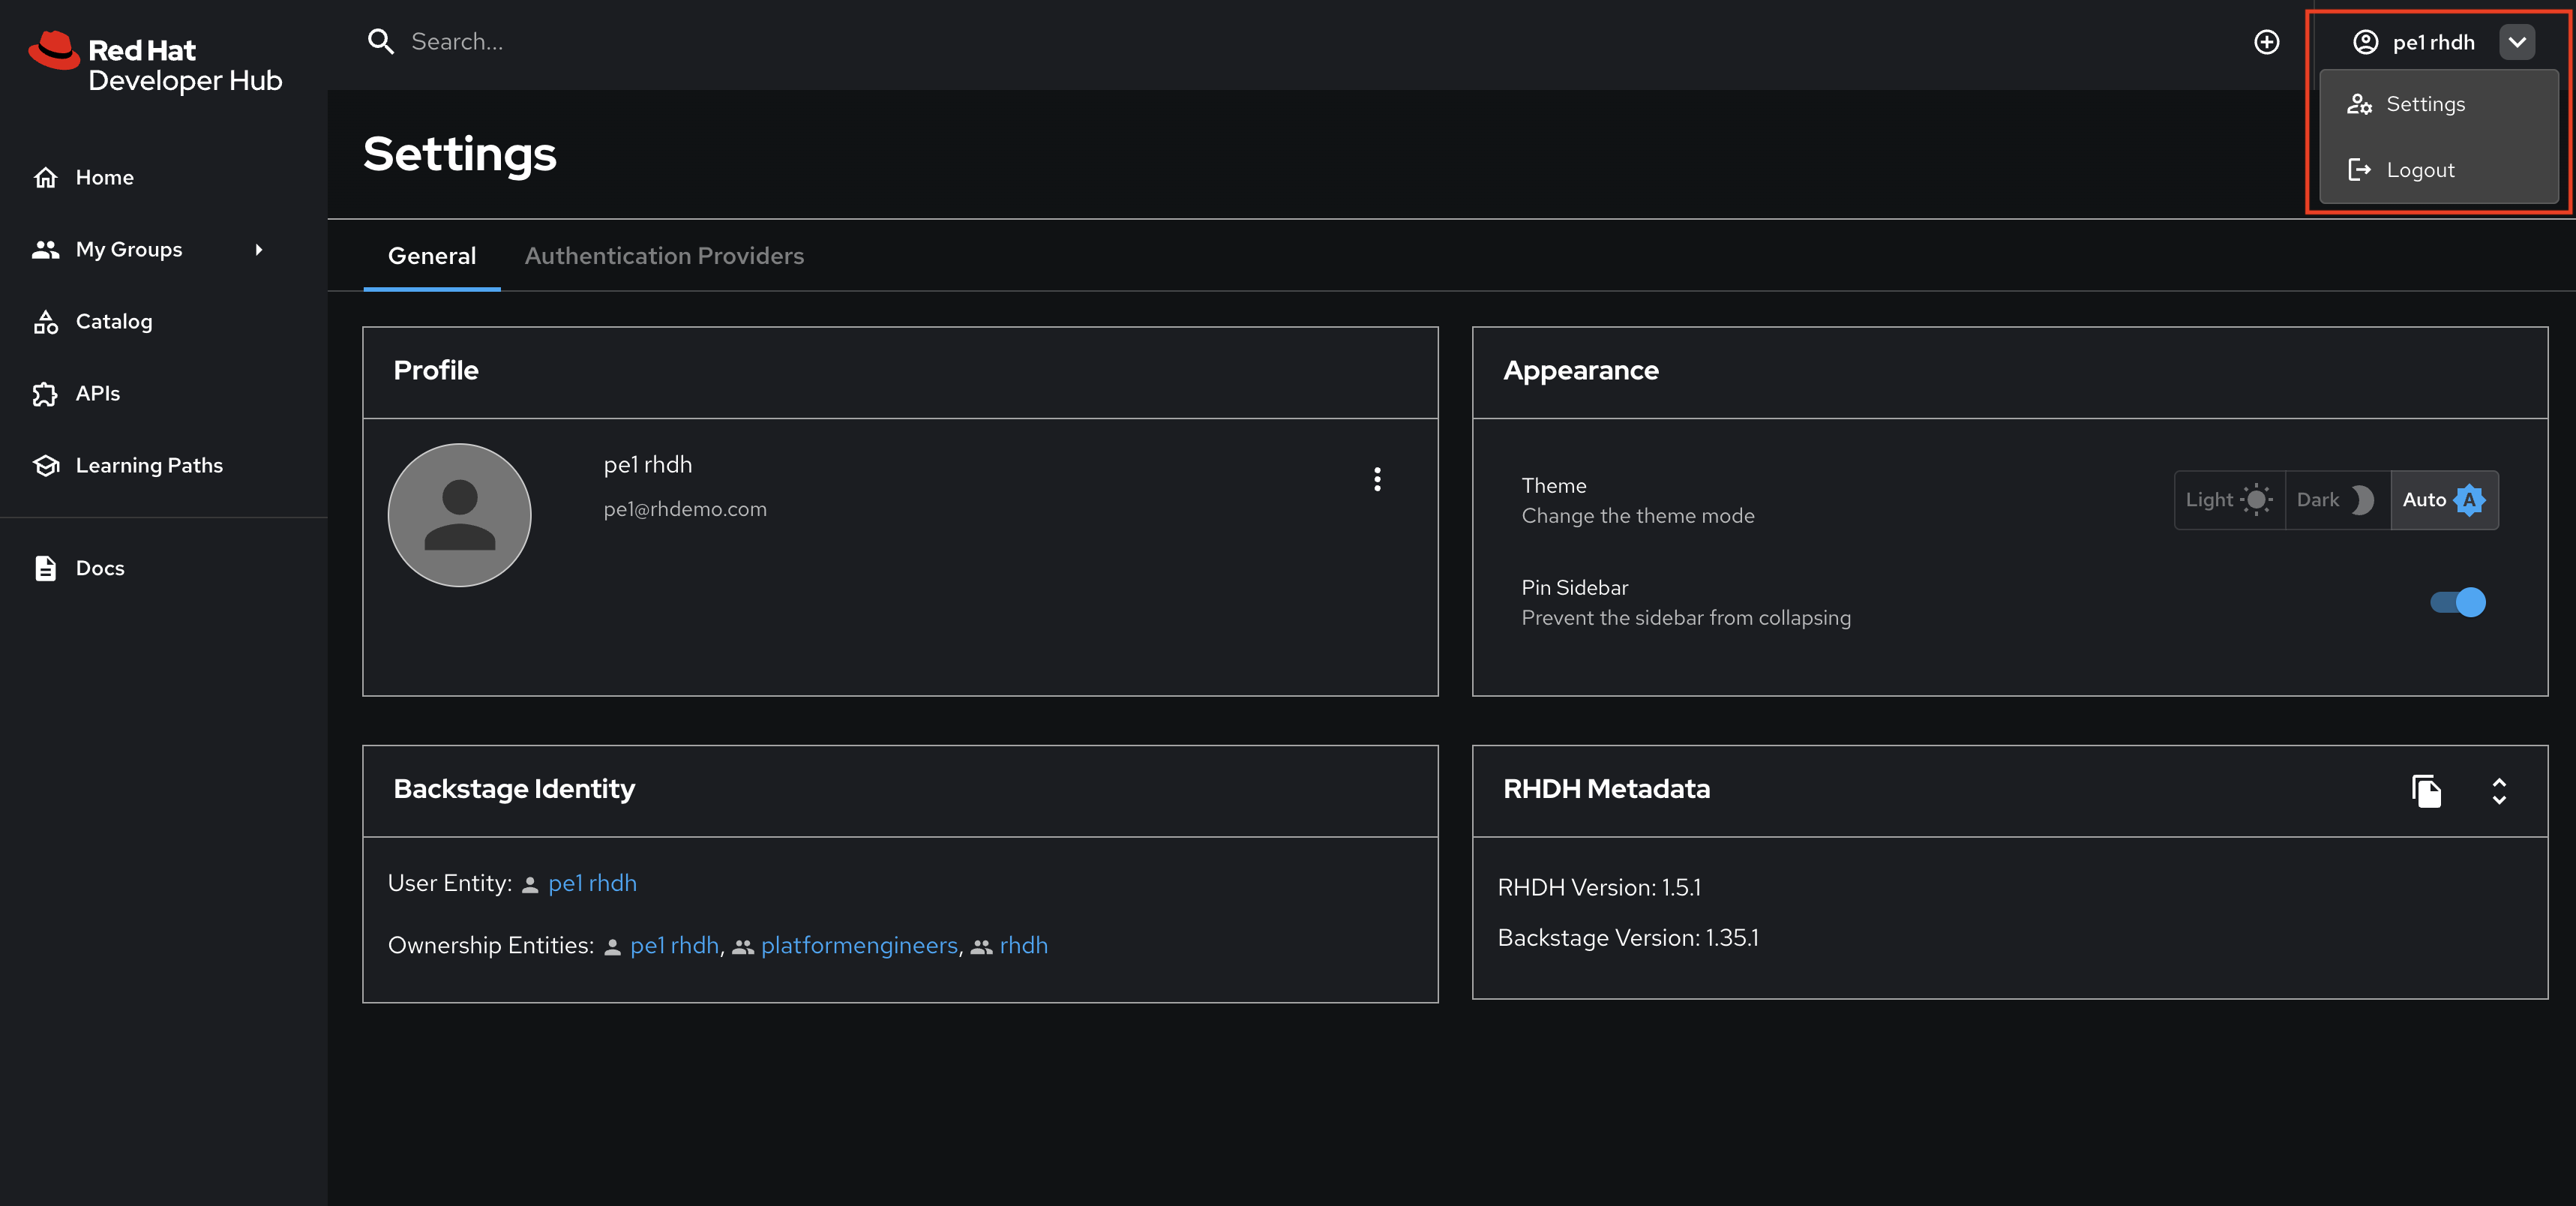 Red Hat
Developer Hub
Search...
pe1 rhdh
Settings
Logout
Home
My Groups
Catalog
APIs
Learning Paths
Docs
Settings
General
Authentication Providers
Profile
pe1 rhdh
pe1@rhdemo.com
Appearance
Theme
Change the theme mode
Light
Dark
Auto
A
Pin Sidebar
Prevent the sidebar from collapsing
Backstage Identity
User Entity: pe1 rhdh
Ownership Entities: pe1 rhdh, platformengineers, rhdh
RHDH Metadata
RHDH Version: 1.5.1
Backstage Version: 1.35.1